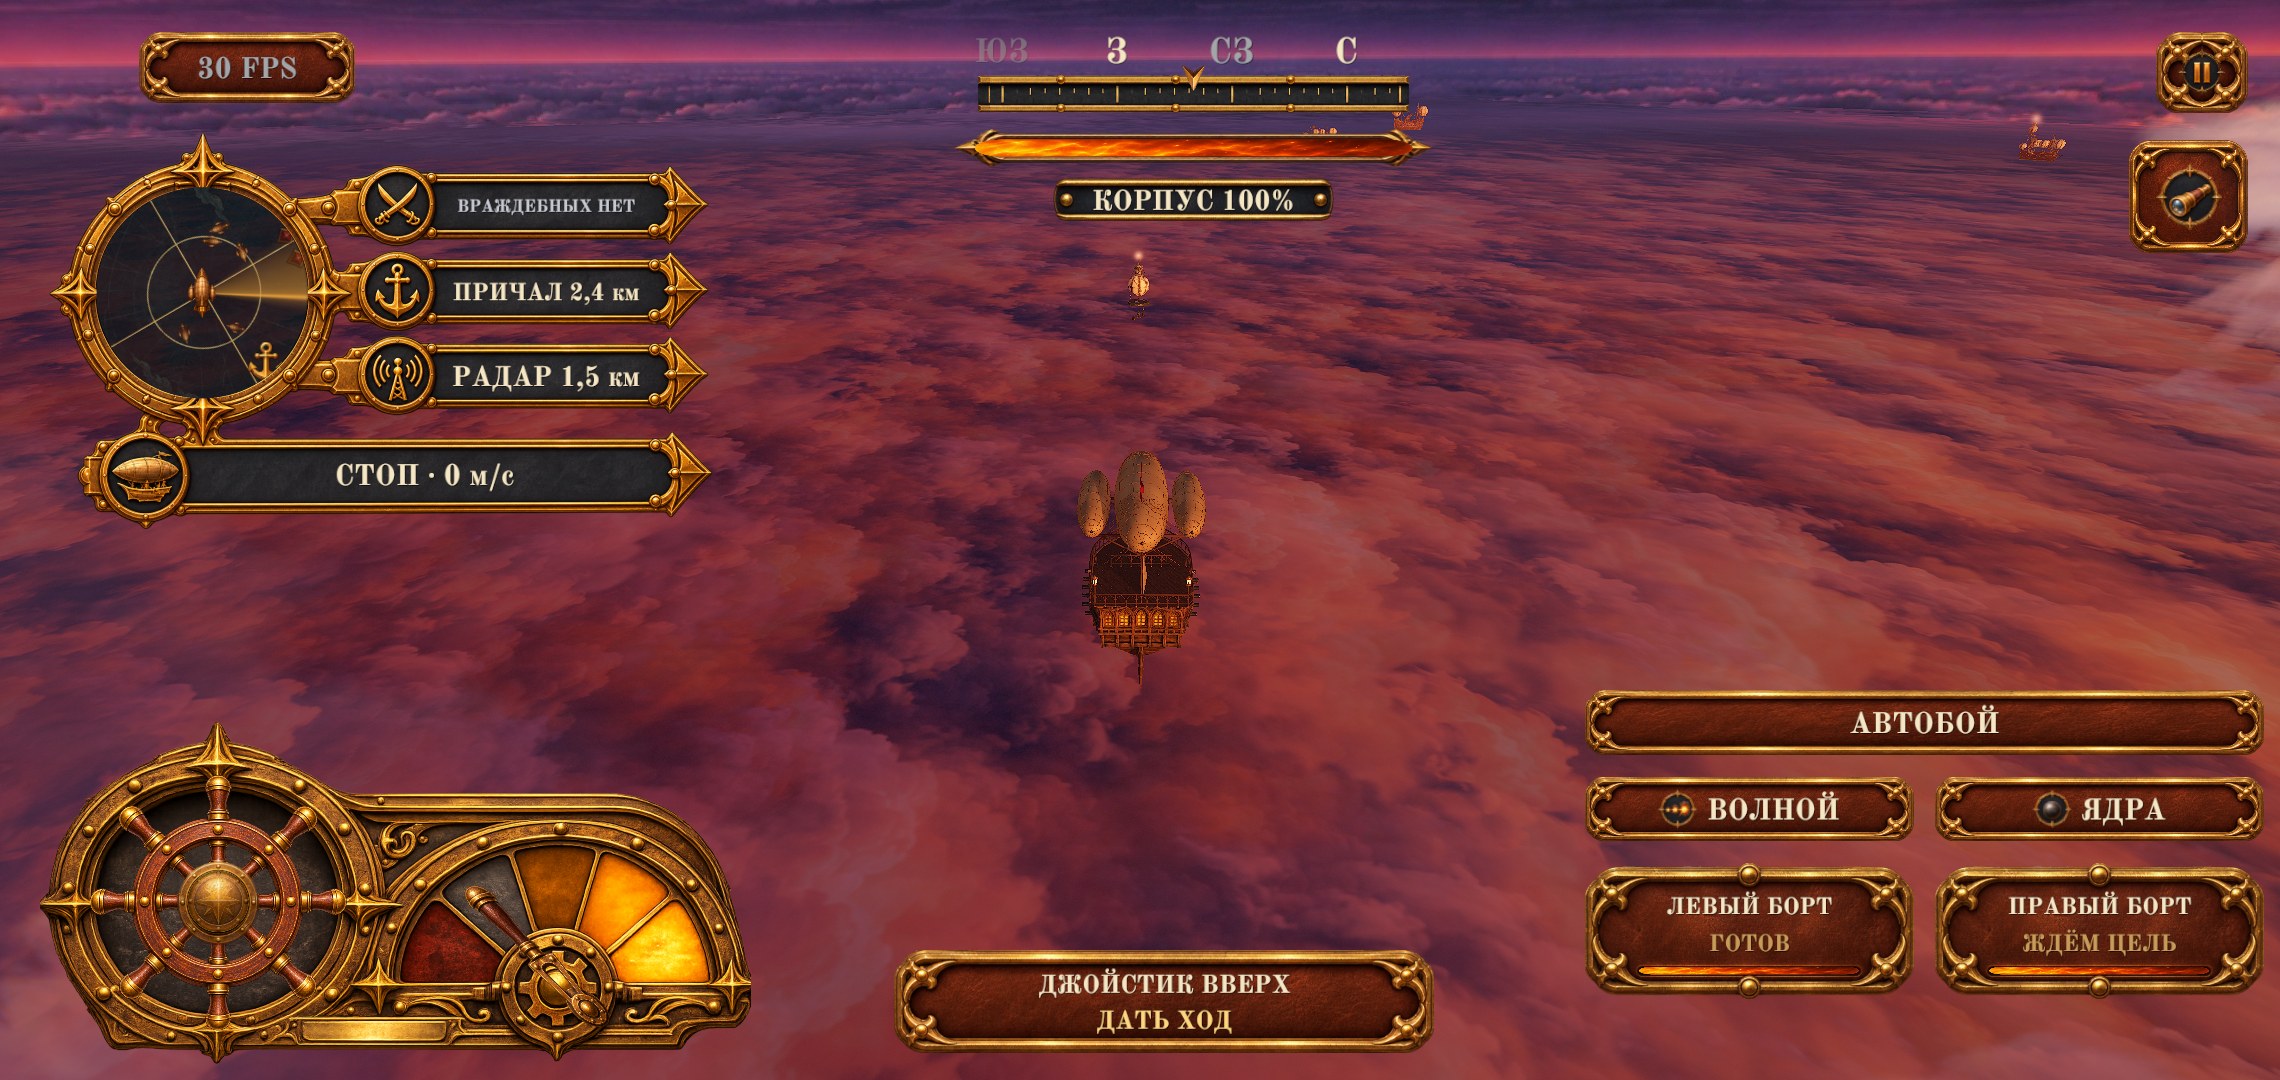 30 FPS
ЮЗ З СЗ С
КОРПУС 100%
ВРАЖДЕБНЫХ НЕТ
ПРИЧАЛ 2,4 км
РАДАР 1,5 км
СТОП · 0 м/с
АВТОБОЙ
ВОЛНОЙ
ЯДРА
ЛЕВЫЙ БОРТ
ГОТОВ
ПРАВЫЙ БОРТ
ЖДЁМ ЦЕЛЬ
ДЖОЙСТИК ВВЕРХ
ДАТЬ ХОД